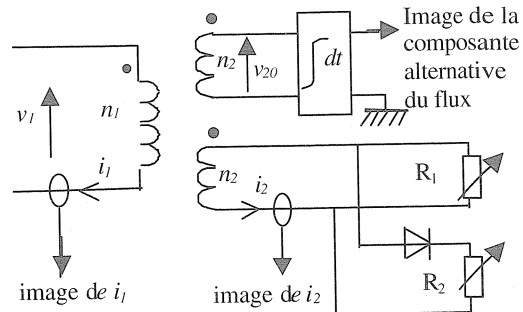 Image de la
composante
alternative
du flux
n2
v20
dt
v1
n1
i1
n2
i2
R1
R2
image de i1
image de i2